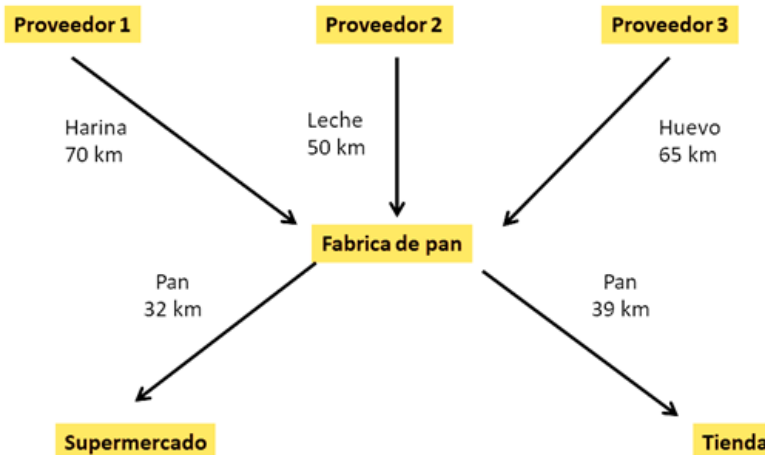 Proveedor 1
Proveedor 2
Proveedor 3
Harina
70 km
Leche
50 km
Huevo
65 km
Fabrica de pan
Pan
32 km
Pan
39 km
Supermercado
Tienda